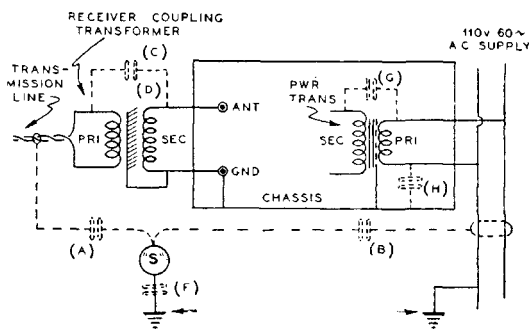 RECEIVER COUPLING
TRANSFORMER
(C)
110V 60~
A.C. SUPPLY
TRANS-
MISSION
LINE
(D)
(G)
PWR
TRANS
ANT
PRI
SEC
SEC
PRI
GND
(H)
CHASSIS
(A)
(B)
"S"
(F)